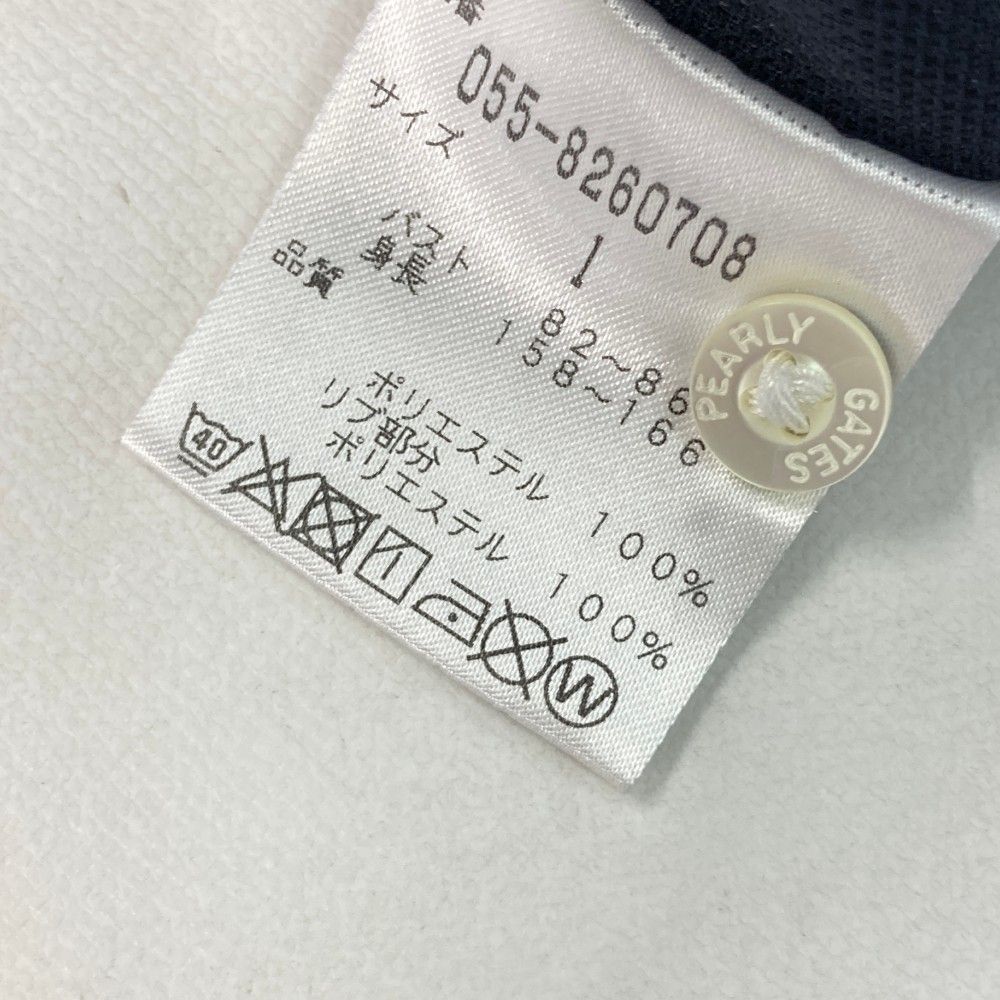 番
055-8260708
サイズ
1
バスト
82～86
身長
158～166
品質
ポリエステル 100%
リブ部分
ポリエステル 100%
40
W
PEARLY GATES